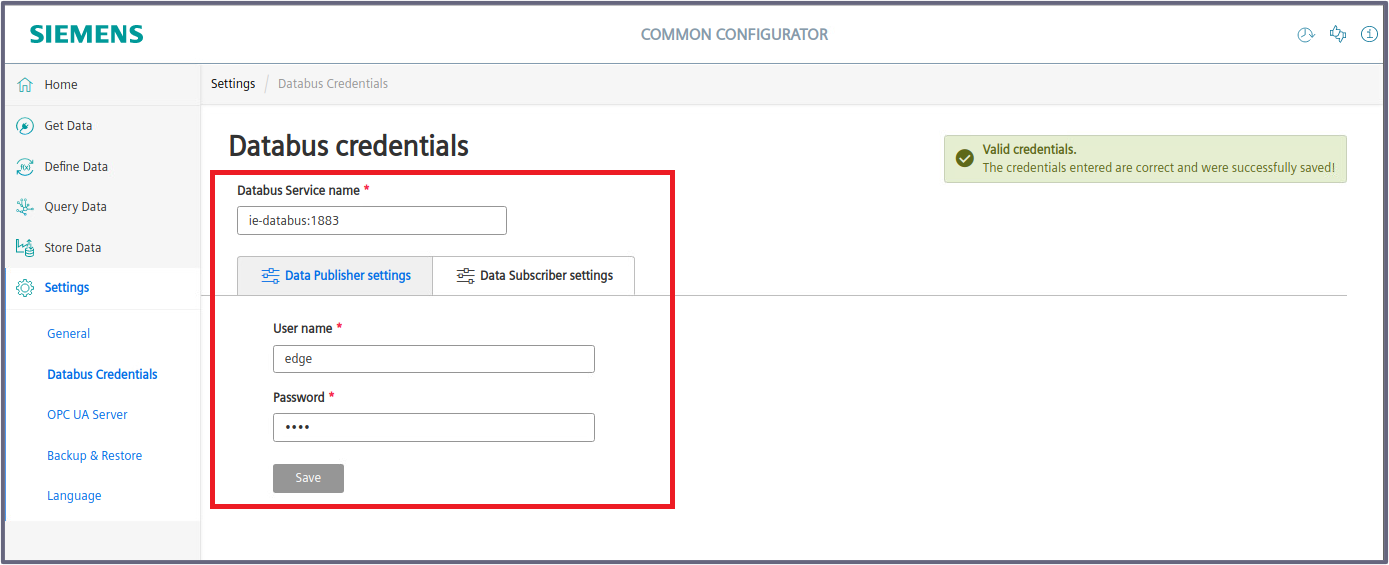 SIEMENS
COMMON CONFIGURATOR
Home
Get Data
Define Data
Query Data
Store Data
Settings
General
Databus Credentials
OPC UA Server
Backup & Restore
Language
Settings / Databus Credentials
Databus credentials
Valid credentials.
The credentials entered are correct and were successfully saved!
Databus Service name *
ie-databus:1883
Data Publisher settings
Data Subscriber settings
User name *
edge
Password *
••••
Save